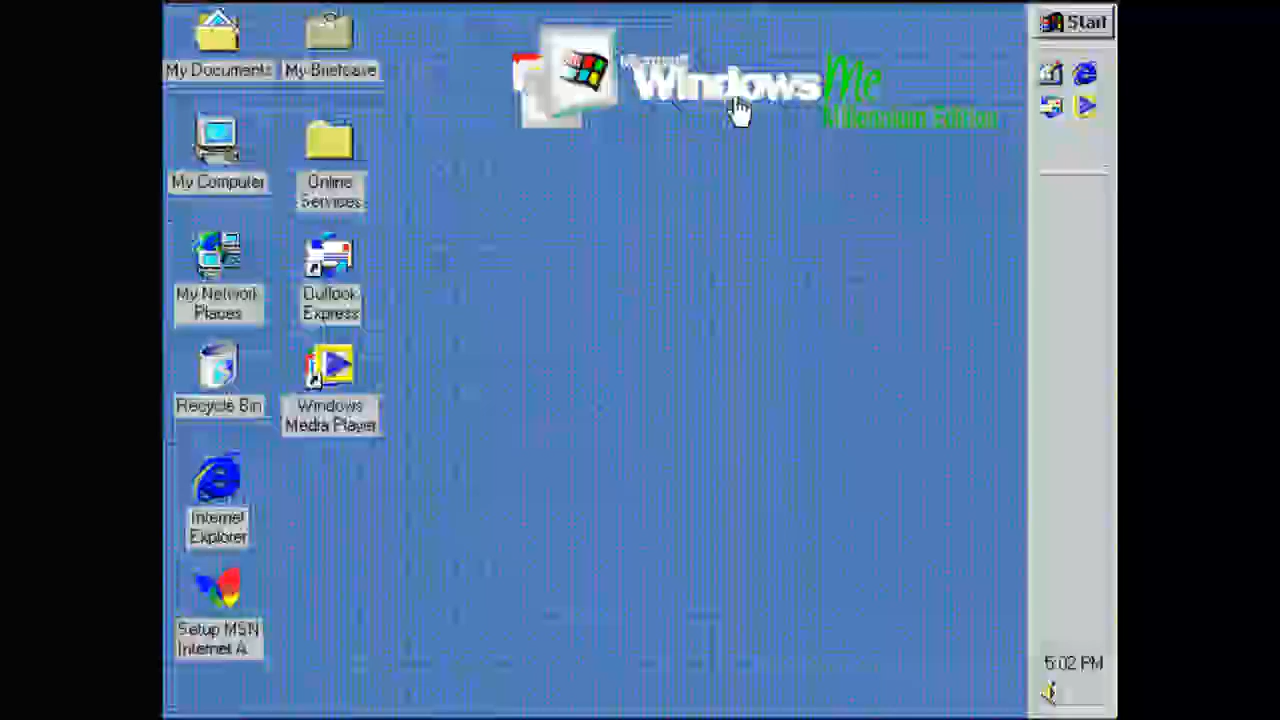 My Documents
My Briefcase
Microsoft
Windows Me
Millennium Edition
Start
My Computer
Online
Services
My Network
Places
Outlook
Express
Recycle Bin
Windows
Media Player
Internet
Explorer
Setup MSN
Internet A...
5:02 PM